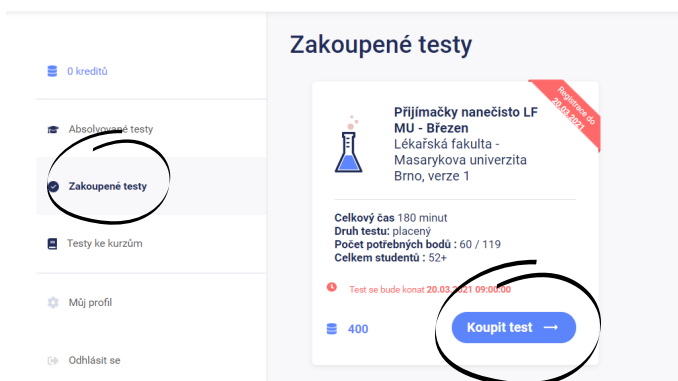 0 kreditů
Absolvované testy
Zakoupené testy
Testy ke kurzům
Můj profil
Odhlásit se
Zakoupené testy
Registrace do
20.03.2021
Přijímačky nanečisto LF
MU - Březen
Lékařská fakulta -
Masarykova univerzita
Brno, verze 1
Celkový čas 180 minut
Druh testu: placený
Počet potřebných bodů : 60 / 119
Celkem studentů : 52+
Test se bude konat 20.03.2021 09:00:00
400
Koupit test →